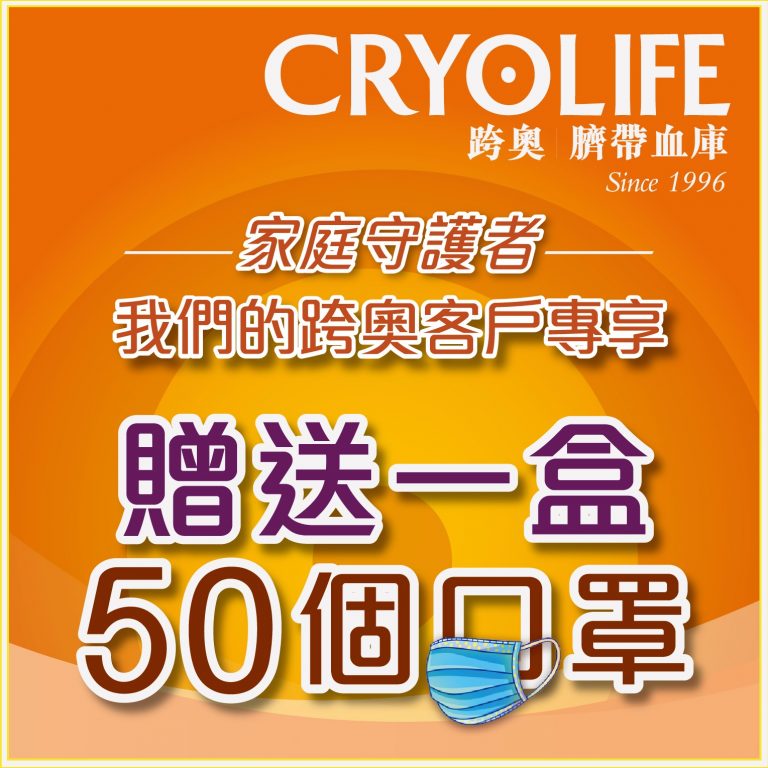 CRYOLIFE
跨奧|臍帶血庫
Since 1996
家庭守護者
我們的跨奧客戶專享
贈送一盒
50個口罩